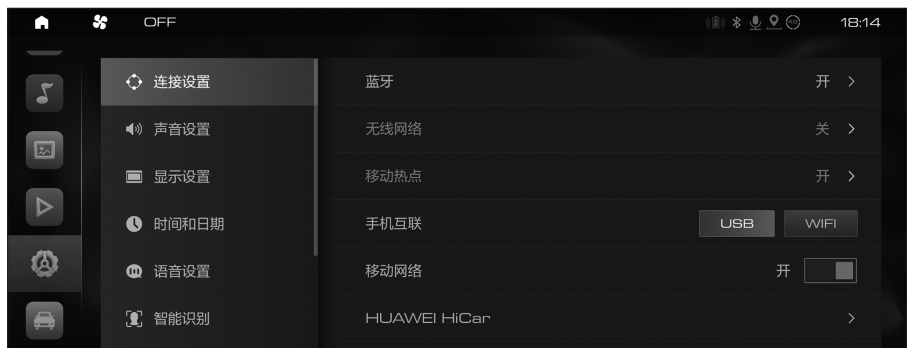 OFF
18:14
连接设置
声音设置
显示设置
时间和日期
语音设置
智能识别
蓝牙 开
无线网络 关
移动热点 开
手机互联 USB WIFI
移动网络 开
HUAWEI HiCar